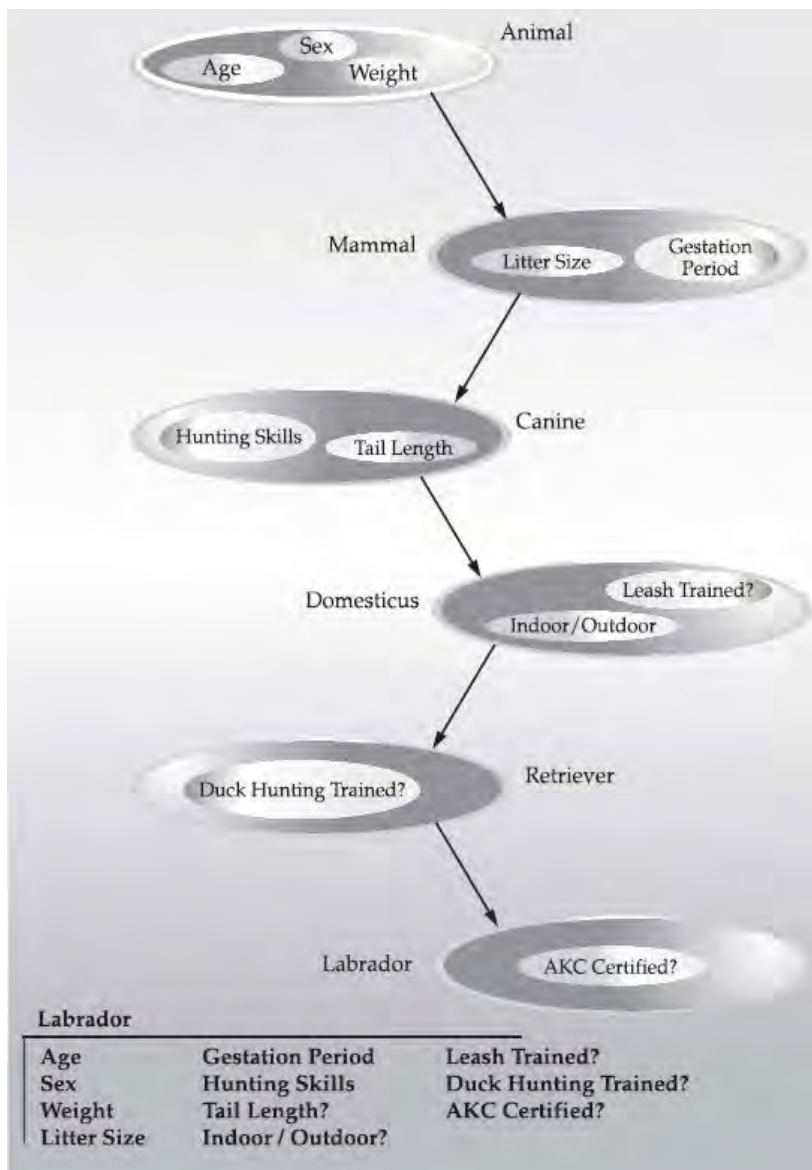 Animal
Sex
Age
Weight
Mammal
Litter Size
Gestation
Period
Canine
Hunting Skills
Tail Length
Domesticus
Leash Trained?
Indoor/Outdoor
Retriever
Duck Hunting Trained?
Labrador
AKC Certified?
Labrador
Age Gestation Period Leash Trained?
Sex Hunting Skills Duck Hunting Trained?
Weight Tail Length? AKC Certified?
Litter Size Indoor / Outdoor?